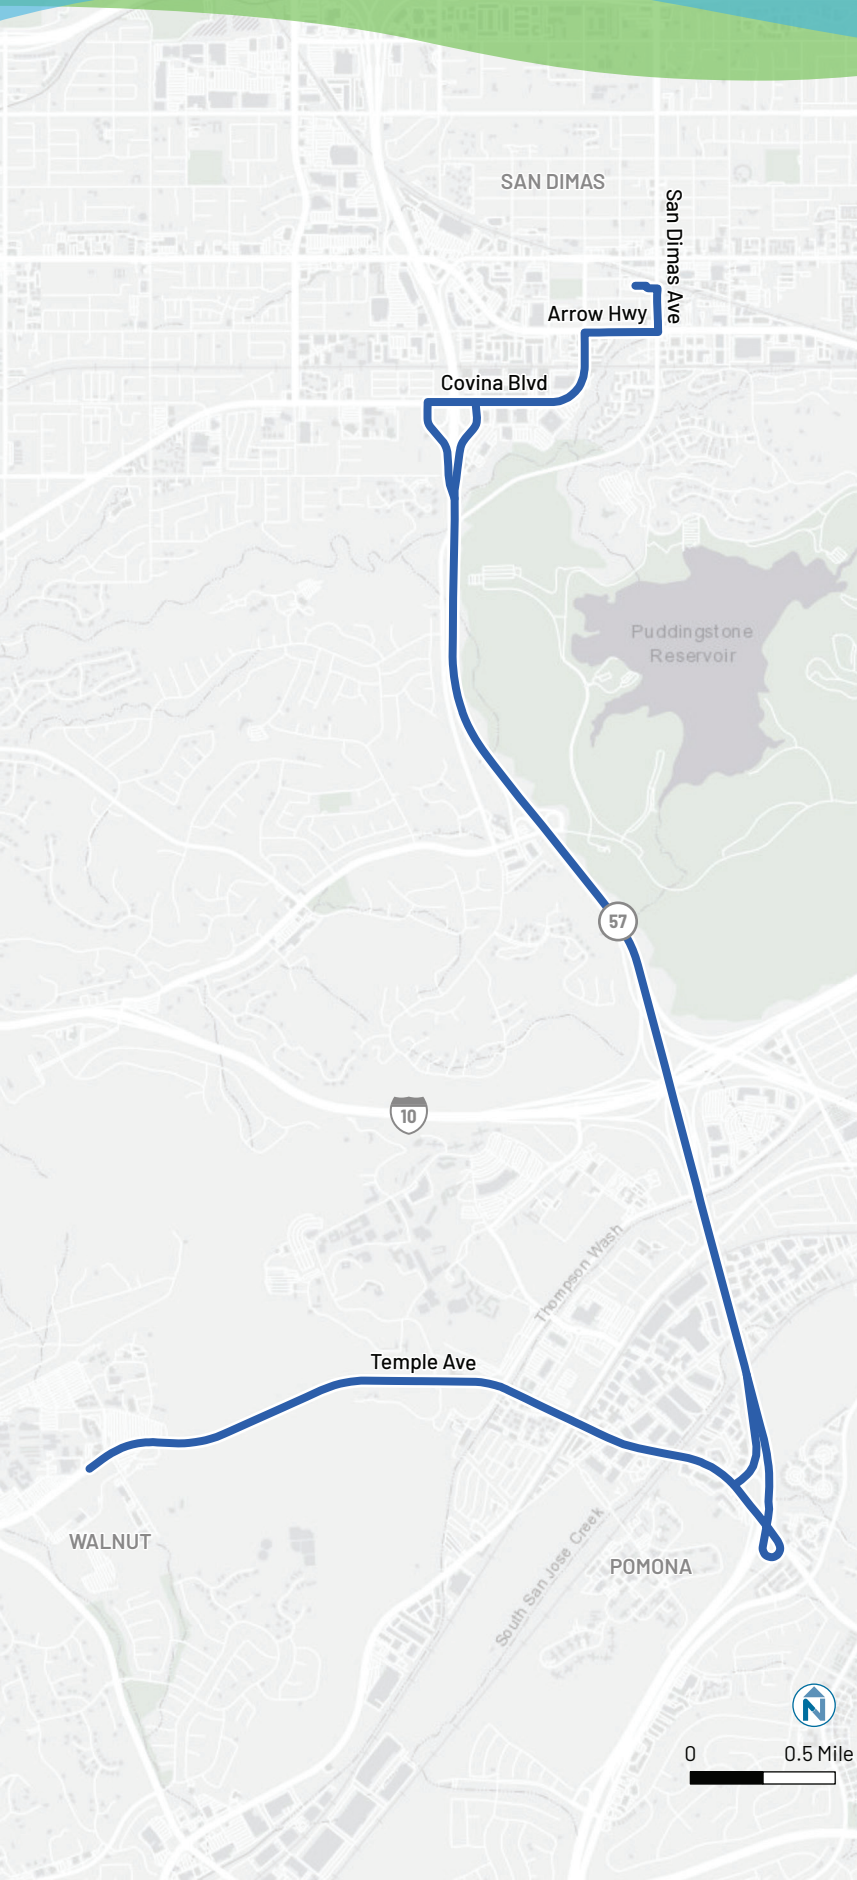 SAN DIMAS
San Dimas Ave
Arrow Hwy
Covina Blvd
Puddingstone
Reservoir
57
10
Thompson Wash
Temple Ave
WALNUT
South San Jose Creek
POMONA
N
0 0.5 Mile